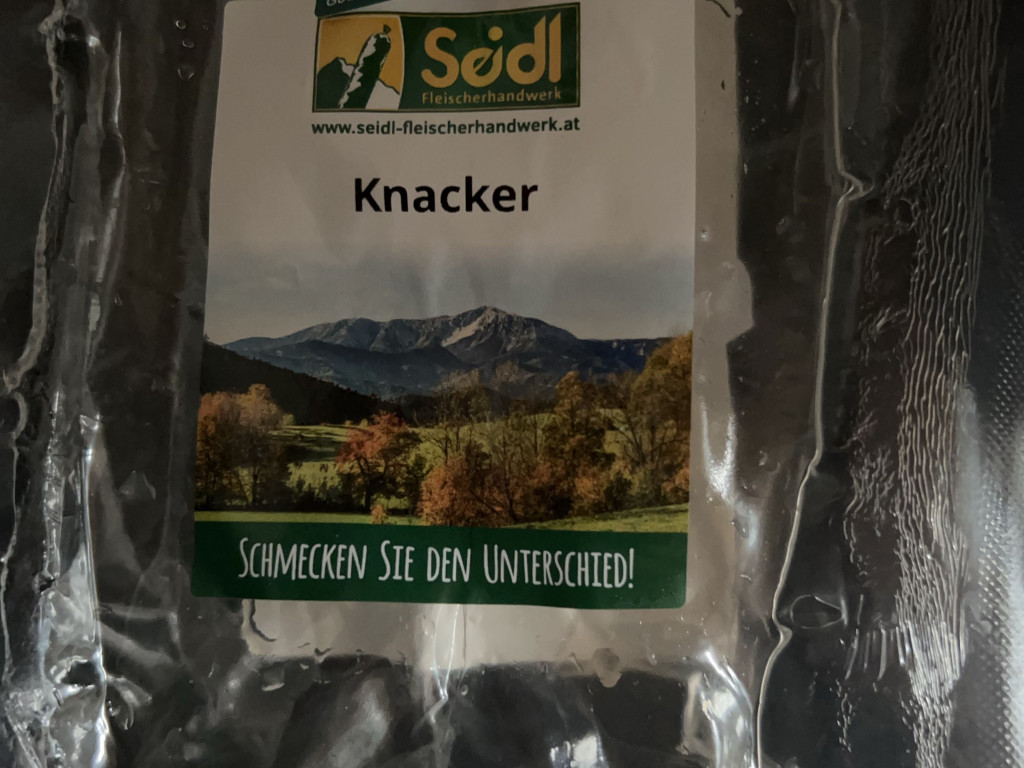 Seidl
Fleischerhandwerk
www.seidl-fleischerhandwerk.at
Knacker
SCHMECKEN SIE DEN UNTERSCHIED!